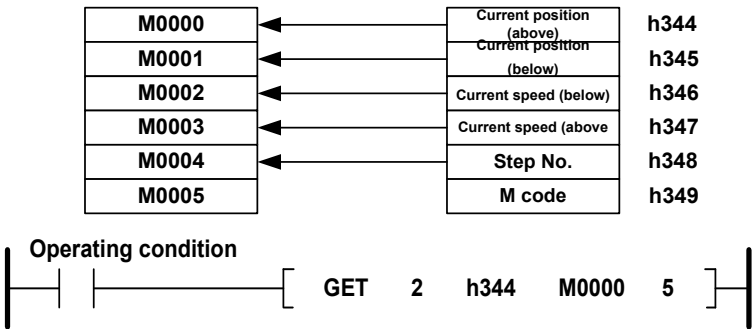 M0000 Current position (above) h344
M0001 Current position (below) h345
M0002 Current speed (below) h346
M0003 Current speed (above h347
M0004 Step No. h348
M0005 M code h349
Operating condition
GET 2 h344 M0000 5